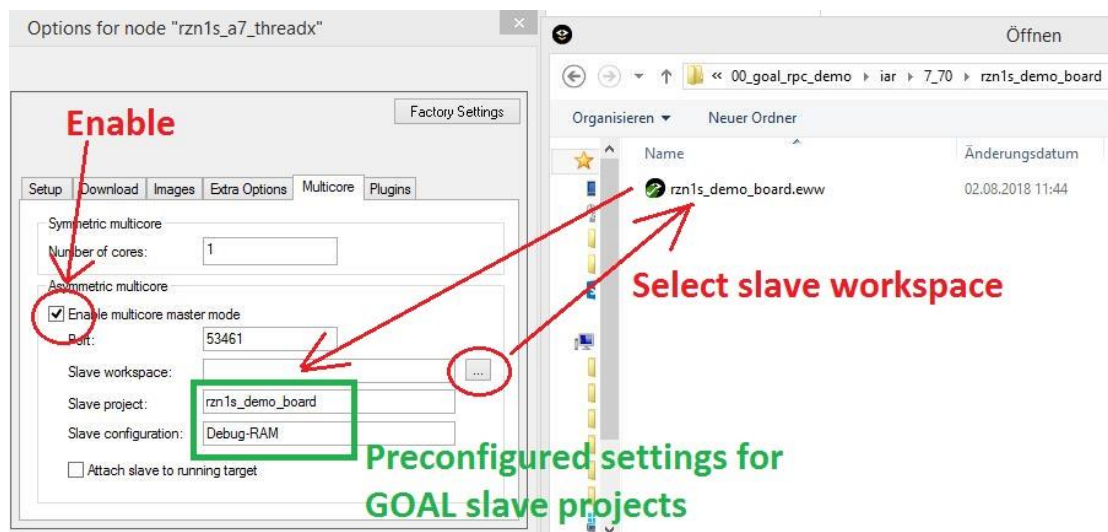 Options for node "rzn1s_a7_threadx"
Factory Settings
Enable
Setup Download Images Extra Options Multicore Plugins
Symmetric multicore
Number of cores: 1
Asymmetric multicore
Enable multicore master mode
Port: 53461
Slave workspace: ...
Slave project: rzn1s_demo_board
Slave configuration: Debug-RAM
Attach slave to running target
Öffnen
« 00_goal_rpc_demo ▸ iar ▸ 7_70 ▸ rzn1s_demo_board
Organisieren Neuer Ordner
Name Änderungsdatum
rzn1s_demo_board.eww 02.08.2018 11:44
Select slave workspace
Preconfigured settings for
GOAL slave projects